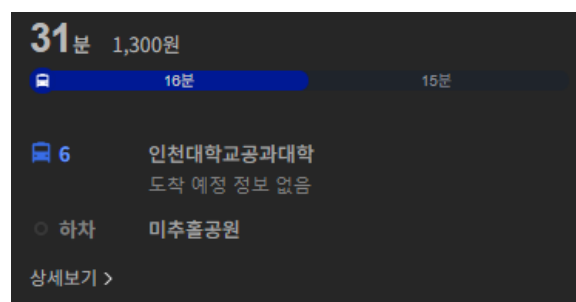 31분 1,300원
16분 15분
6 인천대학교공과대학
도착 예정 정보 없음
하차 미추홀공원
상세보기 >